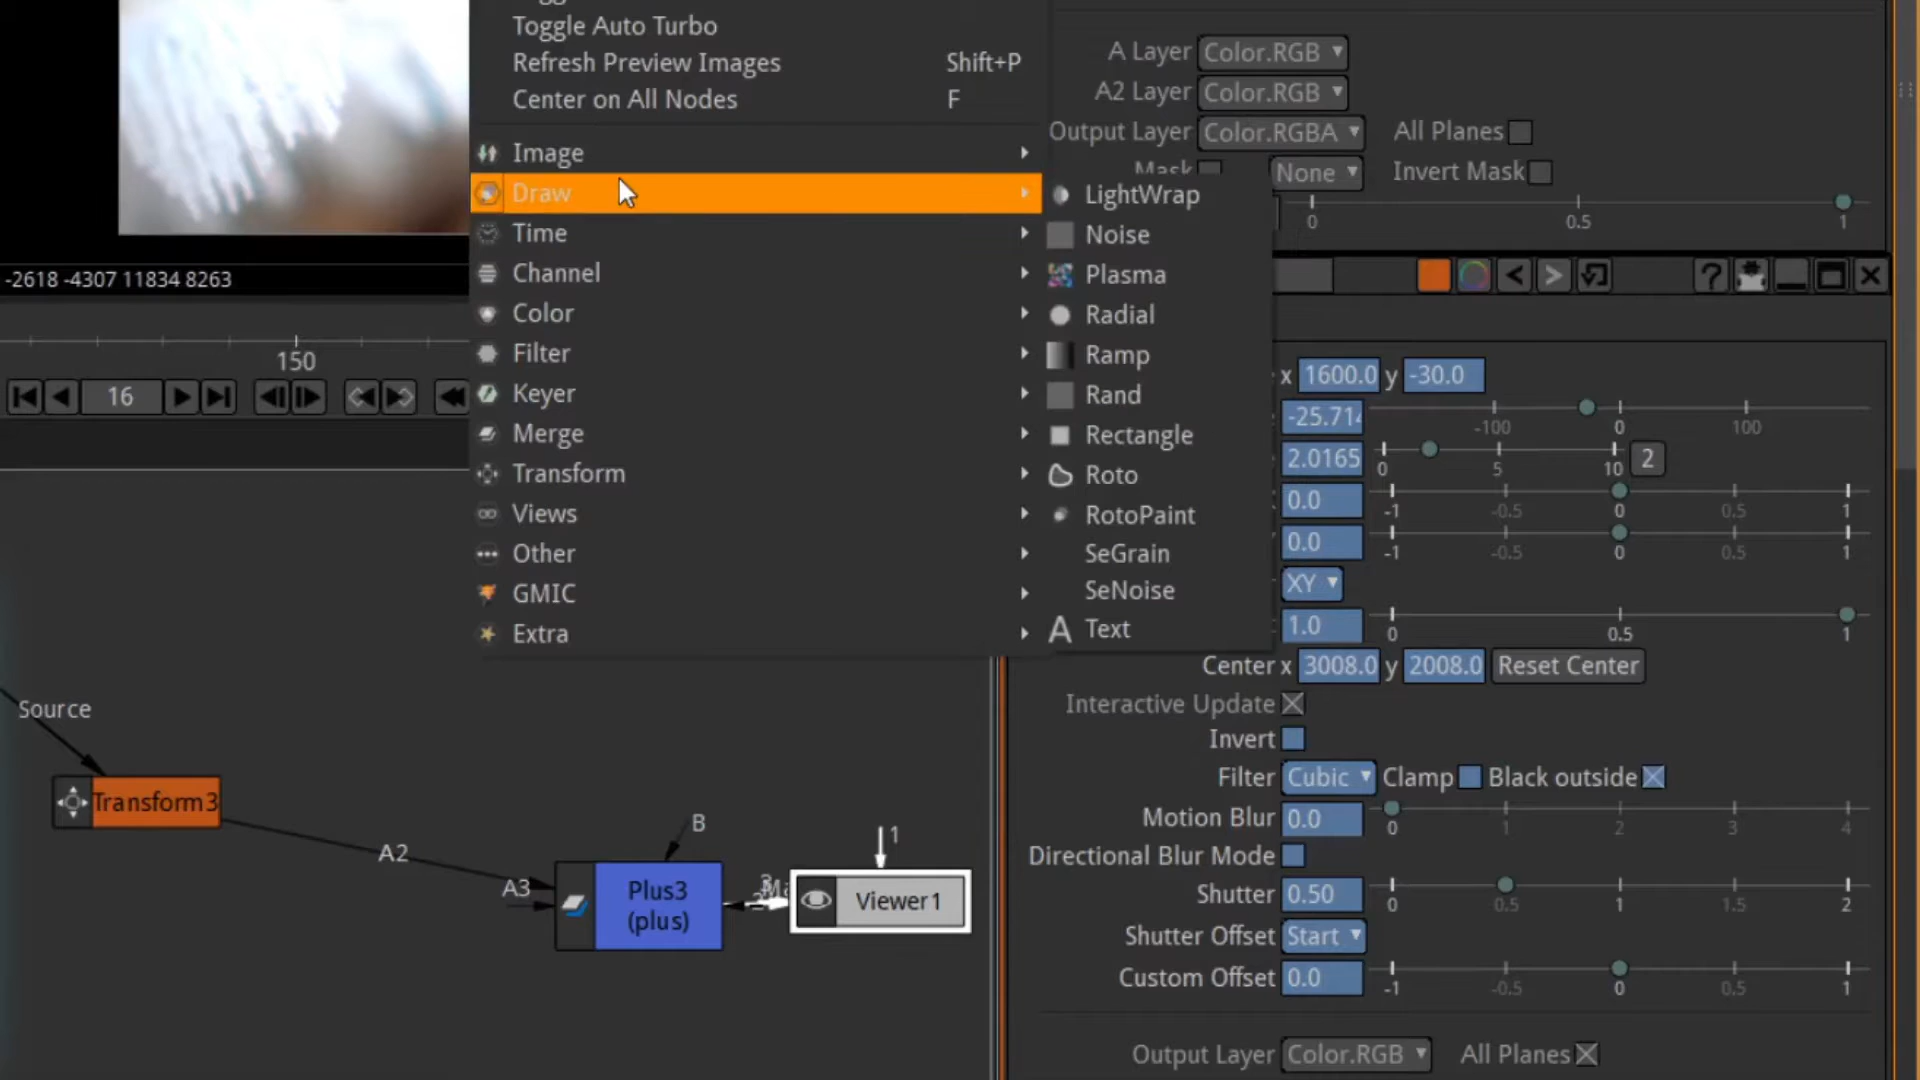 Toggle Auto Turbo
Refresh Preview Images Shift+P
Center on All Nodes F
Image
Draw
Time
Channel
Color
Filter
Keyer
Merge
Transform
Views
Other
GMIC
Extra
LightWrap
Noise
Plasma
Radial
Ramp
Rand
Rectangle
Roto
RotoPaint
SeGrain
SeNoise
A Text
-2618 -4307 11834 8263
150
16
Source
Transform3
A2
A3
B
Plus3
(plus)
1
Viewer1
A Layer Color.RGB
A2 Layer Color.RGB
Output Layer Color.RGBA All Planes
Mask None Invert Mask
0 0.5 1
?
x 1600.0 y -30.0
-25.714 -100 0 100
2.0165 0 5 10 2
0.0 -1 -0.5 0 0.5 1
0.0 -1 -0.5 0 0.5 1
XY
1.0 0 0.5 1
Center x 3008.0 y 2008.0 Reset Center
Interactive Update
Invert
Filter Cubic Clamp Black outside
Motion Blur 0.0 0 1 2 3 4
Directional Blur Mode
Shutter 0.50 0 0.5 1 1.5 2
Shutter Offset Start
Custom Offset 0.0 -1 -0.5 0 0.5 1
Output Layer Color.RGB All Planes